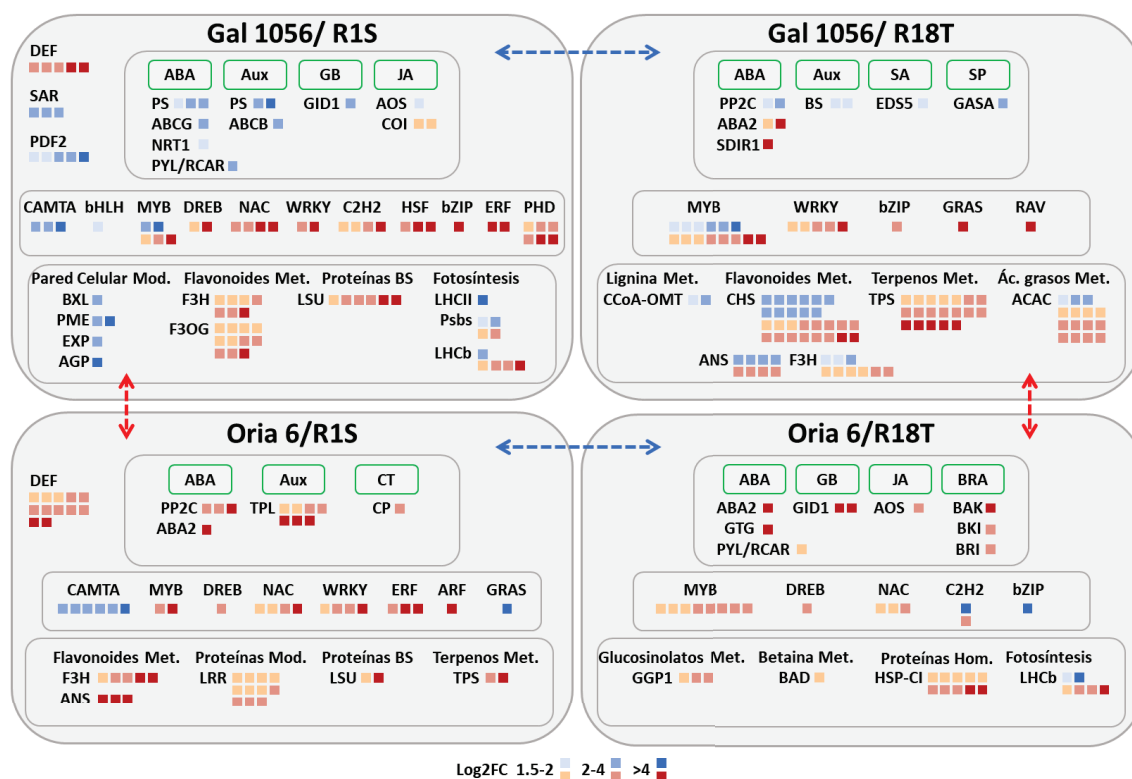 Gal 1056/ R1S
DEF
SAR
PDF2
ABA Aux GB JA
PS PS GID1 AOS
ABCG ABCB COI
NRT1
PYL/RCAR
CAMTA bHLH MYB DREB NAC WRKY C2H2 HSF bZIP ERF PHD
Pared Celular Mod. Flavonoides Met. Proteínas BS Fotosíntesis
BXL F3H LSU LHCII
PME Psbs
EXP F3OG
AGP LHCb
Gal 1056/ R18T
ABA Aux SA SP
PP2C BS EDS5 GASA
ABA2
SDIR1
MYB WRKY bZIP GRAS RAV
Lignina Met. Flavonoides Met. Terpenos Met. Ác. grasos Met.
CCoA-OMT CHS TPS ACAC
ANS F3H
Oria 6/R1S
DEF
ABA Aux CT
PP2C TPL CP
ABA2
CAMTA MYB DREB NAC WRKY ERF ARF GRAS
Flavonoides Met. Proteínas Mod. Proteínas BS Terpenos Met.
F3H LRR LSU TPS
ANS
Oria 6/R18T
ABA GB JA BRA
ABA2 GID1 AOS BAK
GTG BKI
PYL/RCAR BRI
MYB DREB NAC C2H2 bZIP
Glucosinolatos Met. Betaina Met. Proteínas Hom. Fotosíntesis
GGP1 BAD HSP-CI LHCb
Log2FC 1.5-2 2-4 >4